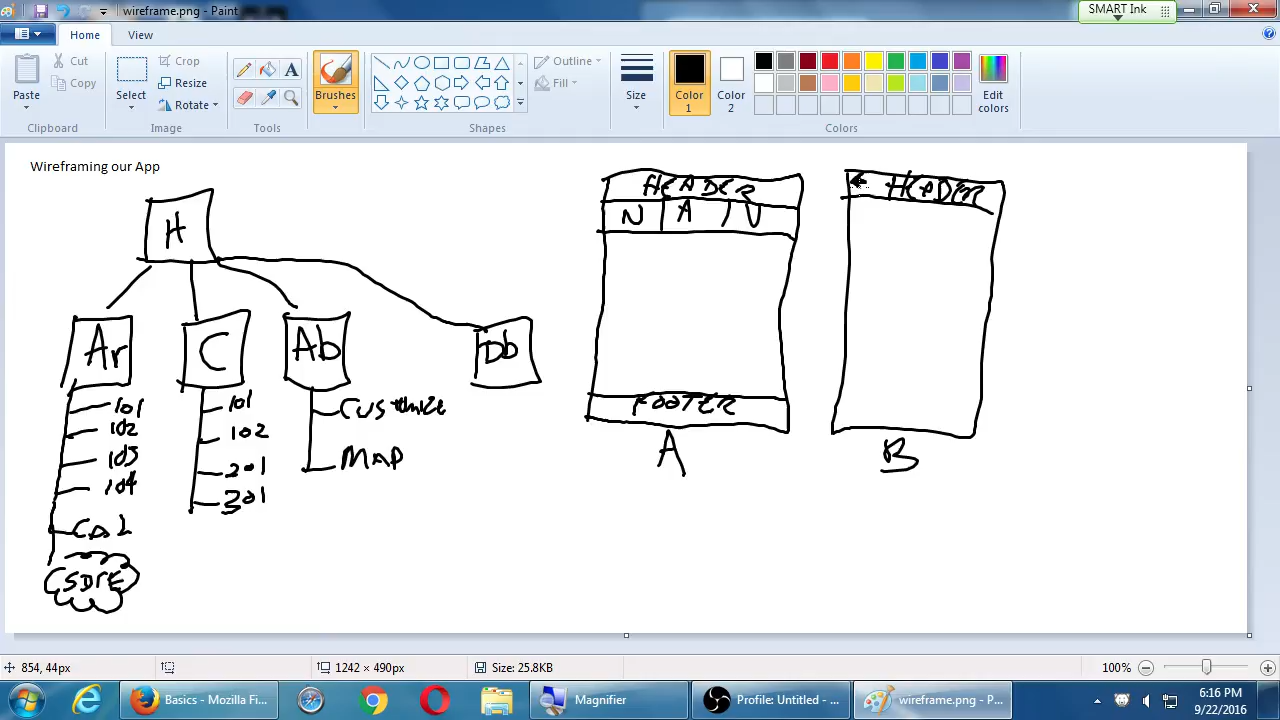 wireframe.png - Paint
SMART Ink
Home
View
Paste
Cut
Copy
Clipboard
Select
Crop
Resize
Rotate
Image
Tools
Brushes
Outline
Fill
Shapes
Size
Color 1
Color 2
Edit colors
Colors
Wireframing our App
H
Ar
C
Ab
Db
101
102
103
104
101
102
201
301
MAP
HEADER
N A V
FOOTER
A
HEADER
B
854, 44px
1242 × 490px
Size: 25.8KB
100%
Basics - Mozilla Fi...
Magnifier
Profile: Untitled - ...
wireframe.png - P...
6:16 PM
9/22/2016